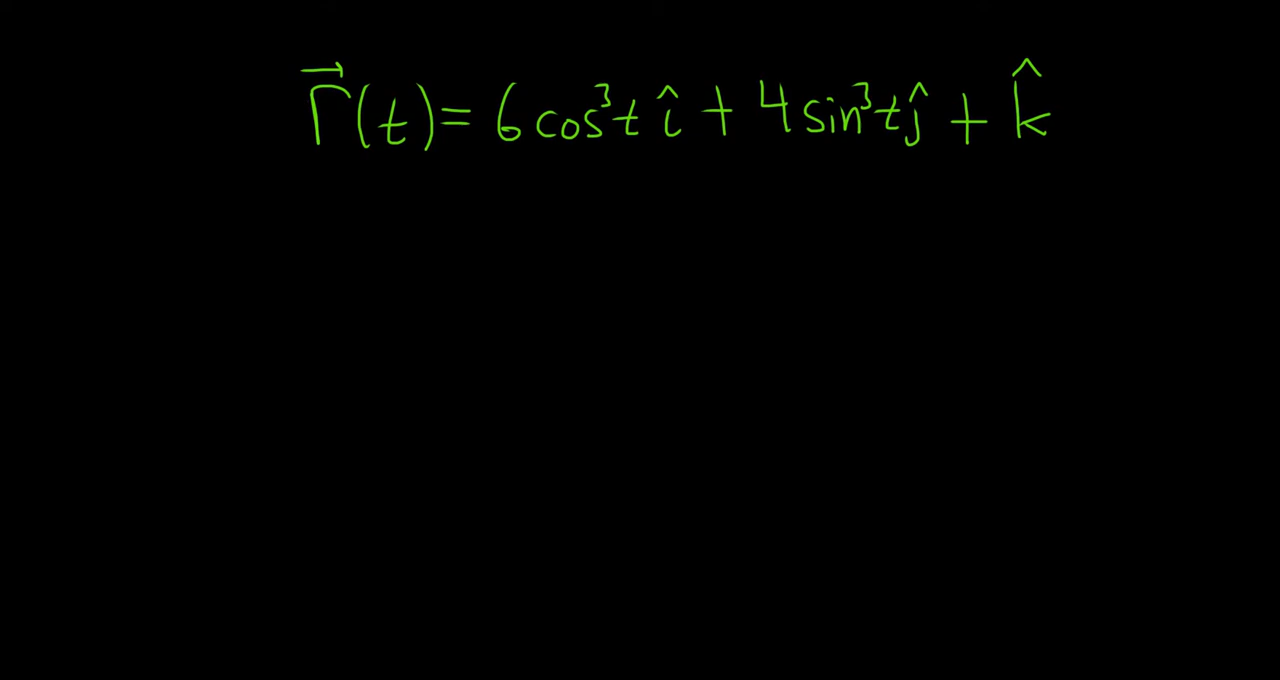 r⃗(t)= 6cos³t î + 4sin³t ĵ + k̂